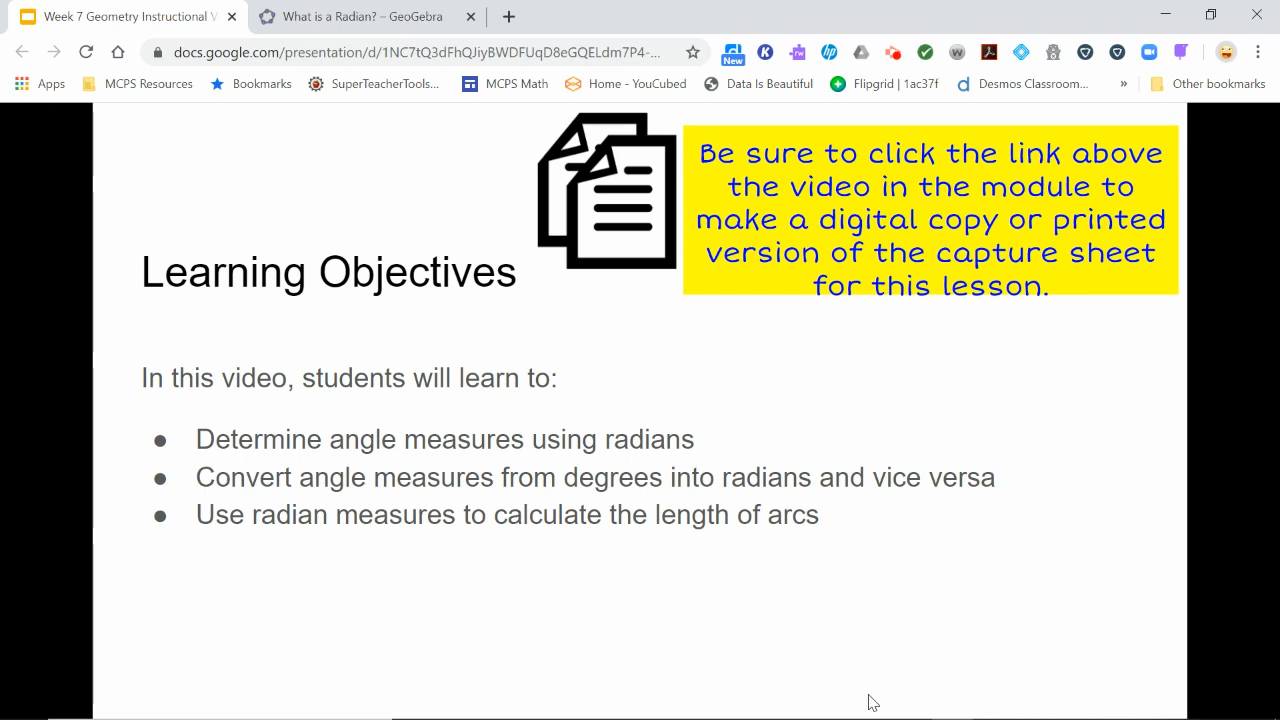 Week 7 Geometry Instructional V
What is a Radian? – GeoGebra
docs.google.com/presentation/d/1NC7tQ3dFhQJiyBWDFUqD8eGQELdm7P4-...
New
Apps
MCPS Resources
Bookmarks
SuperTeacherTools...
MCPS Math
Home - YouCubed
Data Is Beautiful
Flipgrid | 1ac37f
Desmos Classroom...
»
Other bookmarks
Be sure to click the link above
the video in the module to
make a digital copy or printed
version of the capture sheet
for this lesson.
Learning Objectives
In this video, students will learn to:
● Determine angle measures using radians
● Convert angle measures from degrees into radians and vice versa
● Use radian measures to calculate the length of arcs